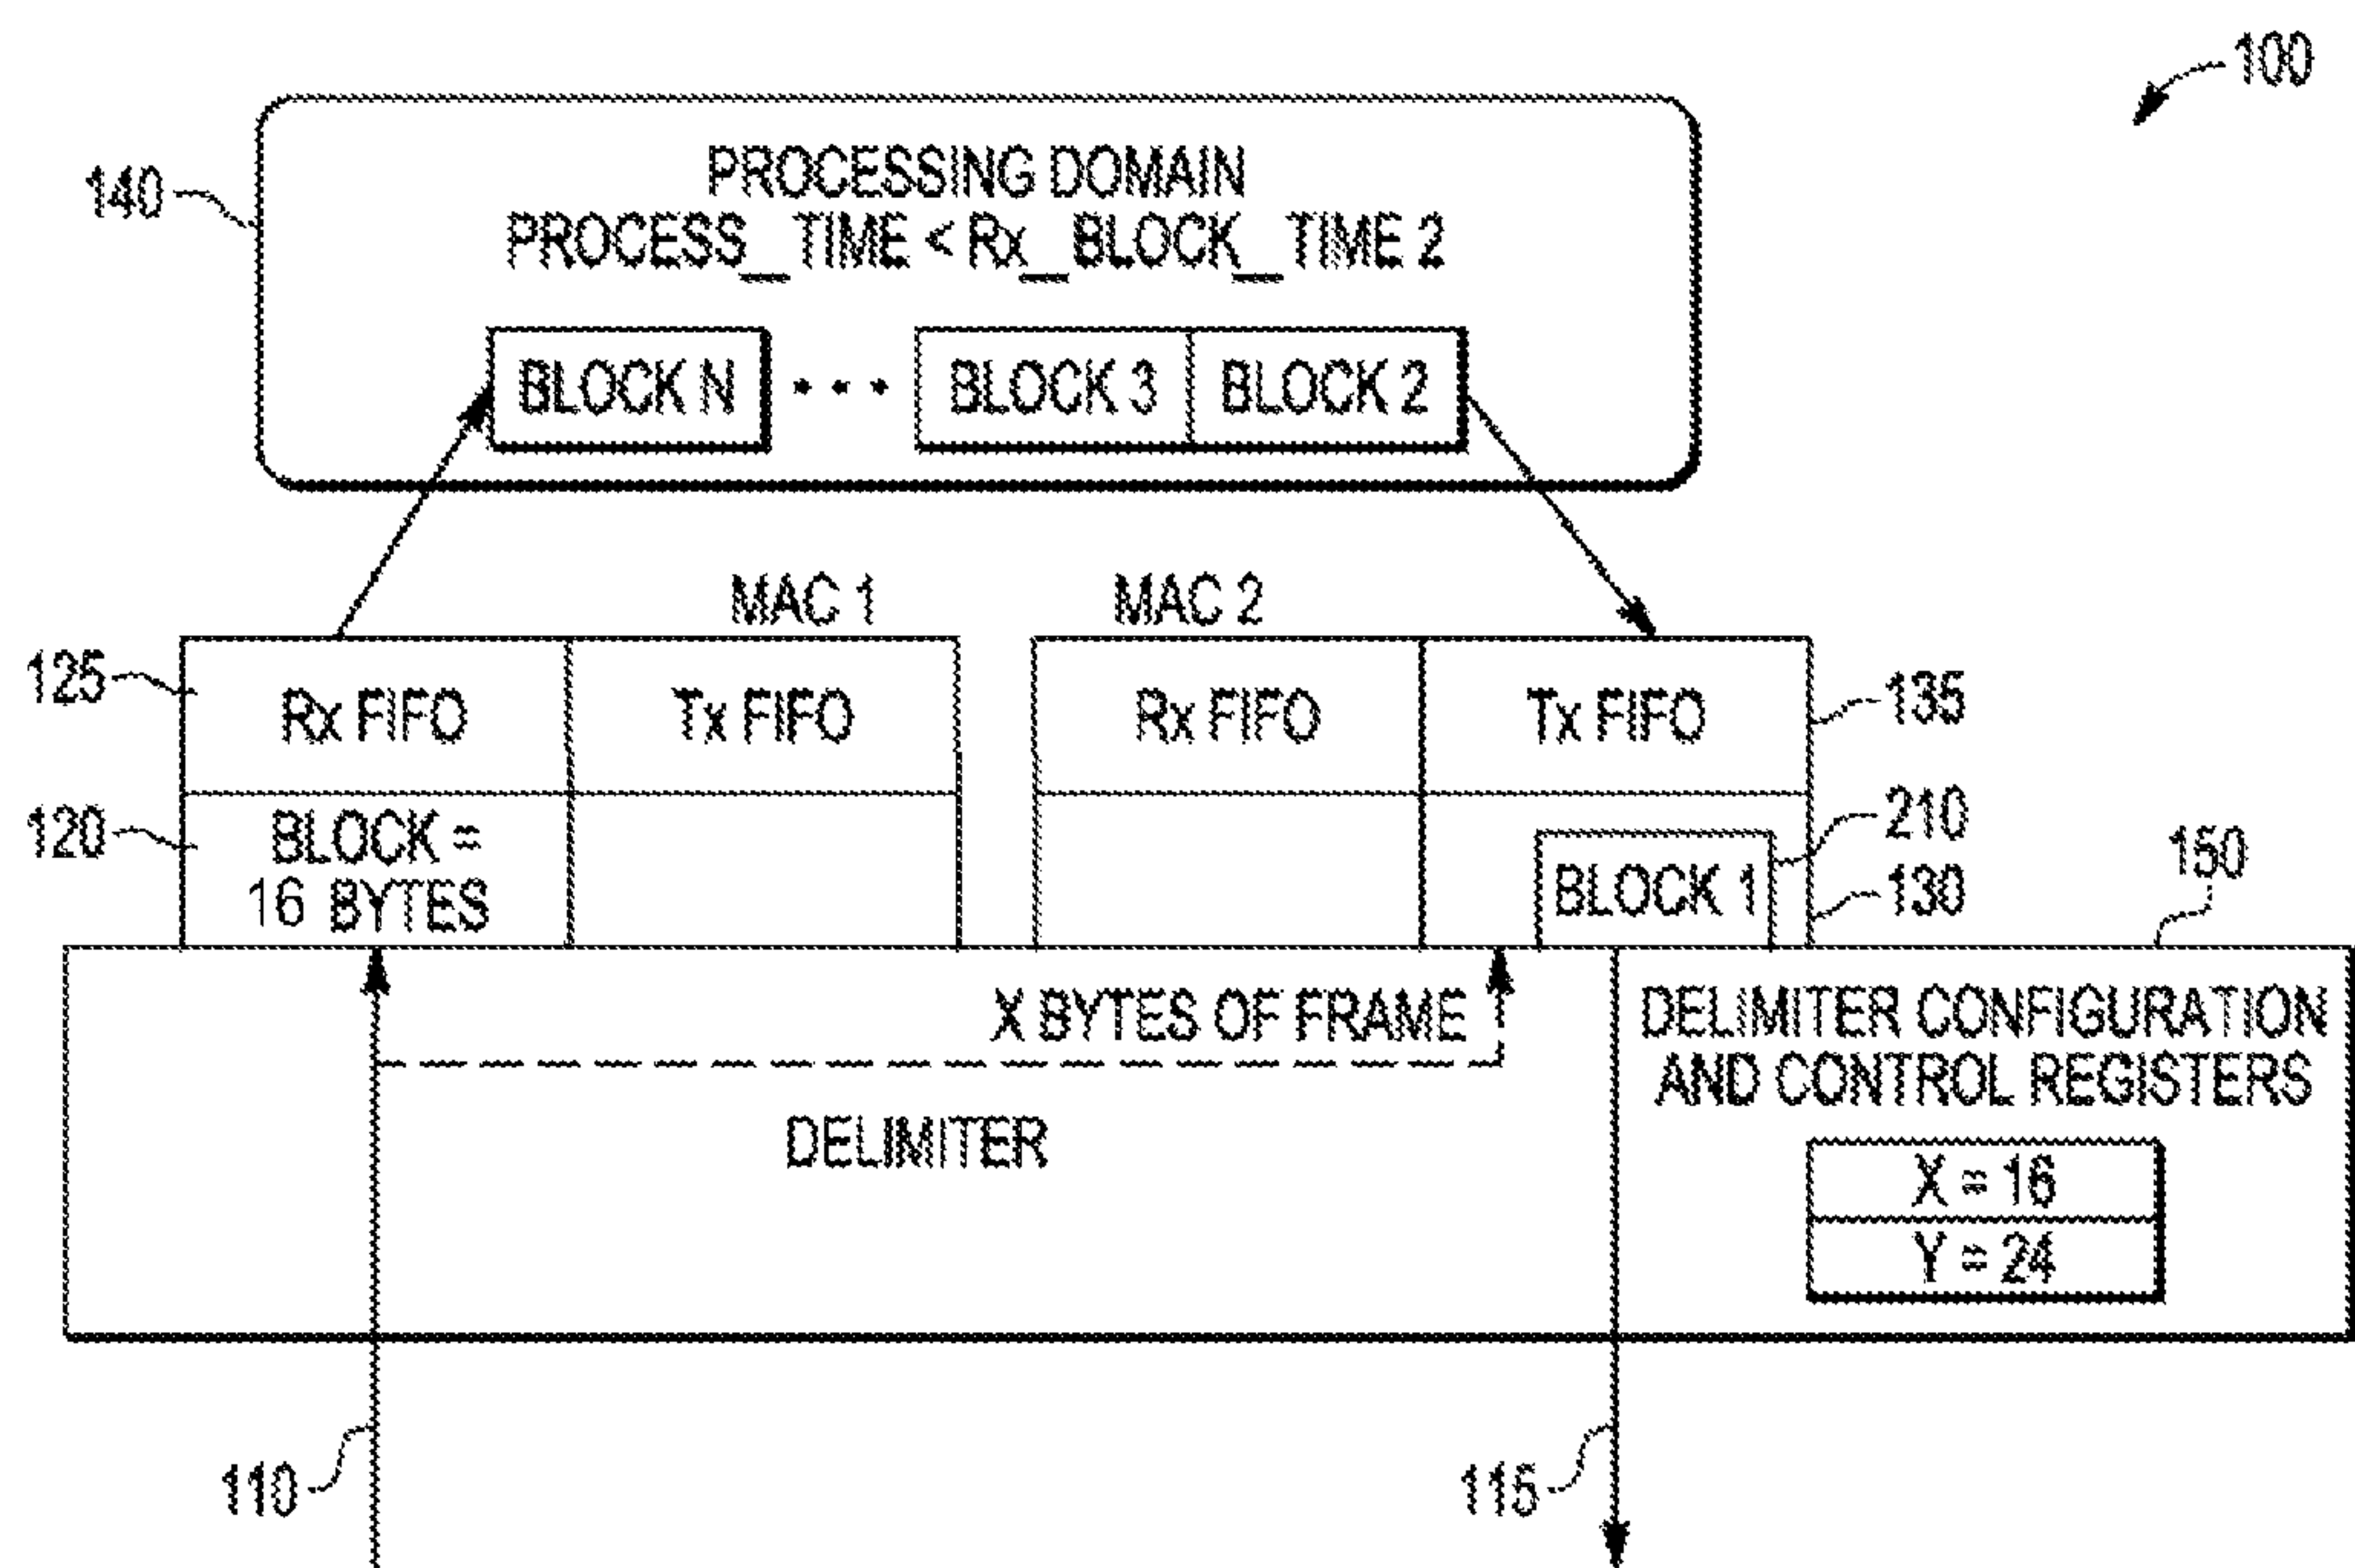 100
PROCESSING DOMAIN
PROCESS_TIME < Rx_BLOCK_TIME 2
140
BLOCK N • • • BLOCK 3 BLOCK 2
MAC 1 MAC 2
125 Rx FIFO Tx FIFO Rx FIFO Tx FIFO 135
120 BLOCK =
16 BYTES
BLOCK 1
210
130
150
X BYTES OF FRAME
DELIMITER
DELIMITER CONFIGURATION
AND CONTROL REGISTERS
X = 16
Y = 24
110 115